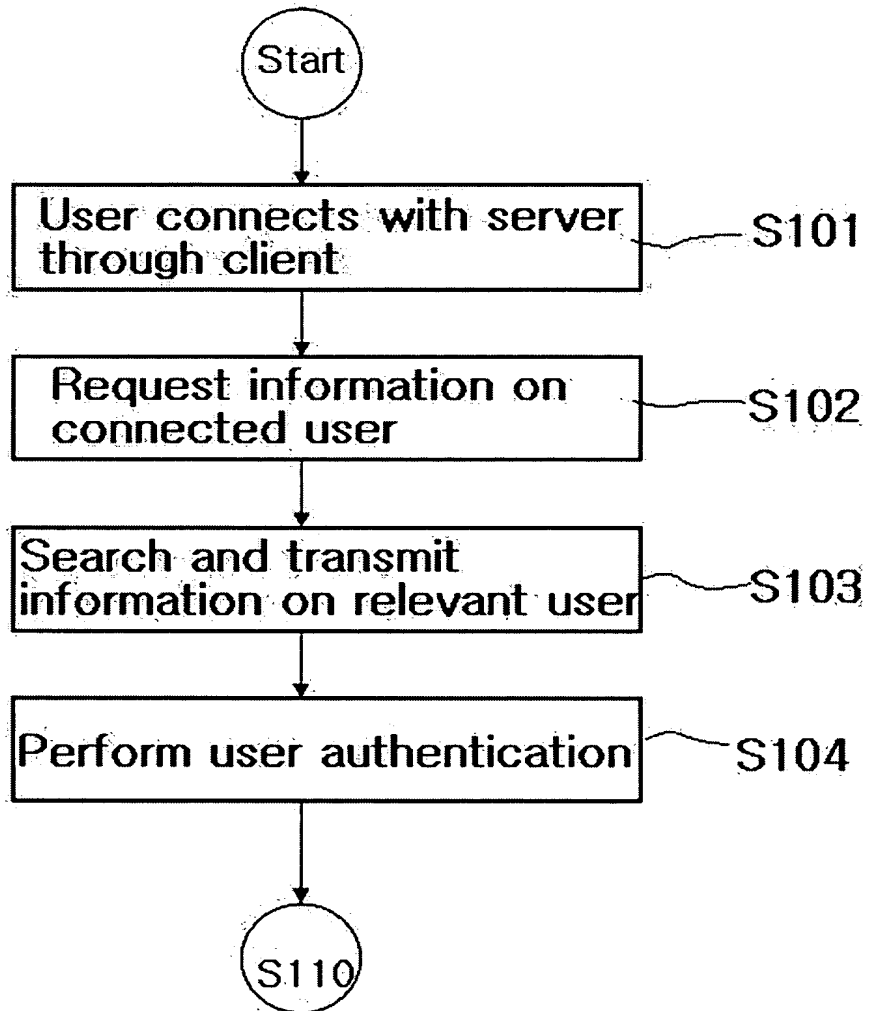 Start
User connects with server
through client
S101
Request information on
connected user
S102
Search and transmit
information on relevant user
S103
Perform user authentication
S104
S110